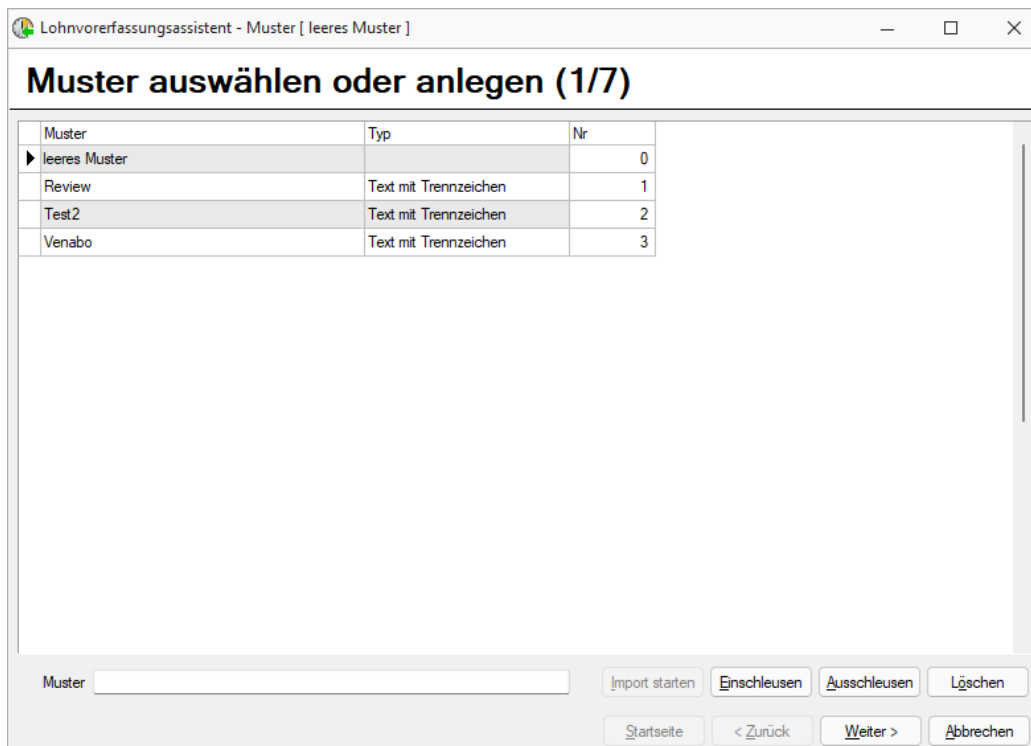 Lohnvorerfassungsassistent - Muster [ leeres Muster ]
Muster auswählen oder anlegen (1/7)
Muster Typ Nr
leeres Muster 0
Review Text mit Trennzeichen 1
Test2 Text mit Trennzeichen 2
Venabo Text mit Trennzeichen 3
Muster Import starten Einschleusen Ausschleusen Löschen
Startseite < Zurück Weiter > Abbrechen